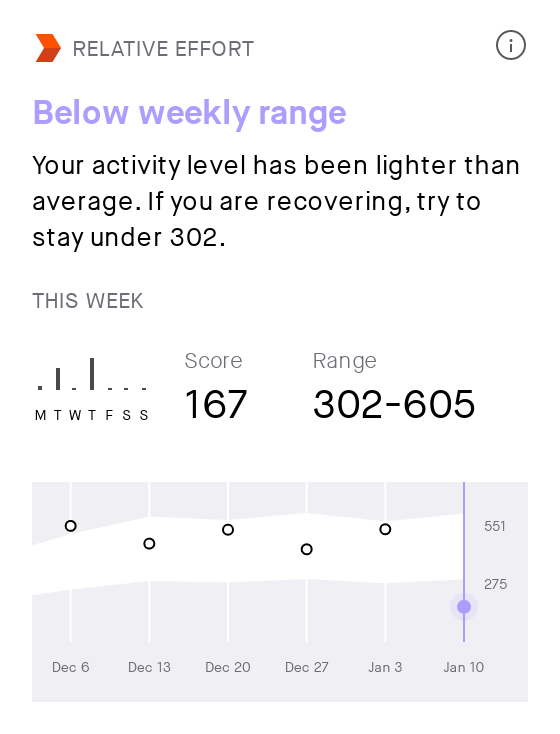 RELATIVE EFFORT
Below weekly range
Your activity level has been lighter than
average. If you are recovering, try to
stay under 302.
THIS WEEK
Score Range
167 302-605
M T W T F S S
551
275
Dec 6 Dec 13 Dec 20 Dec 27 Jan 3 Jan 10